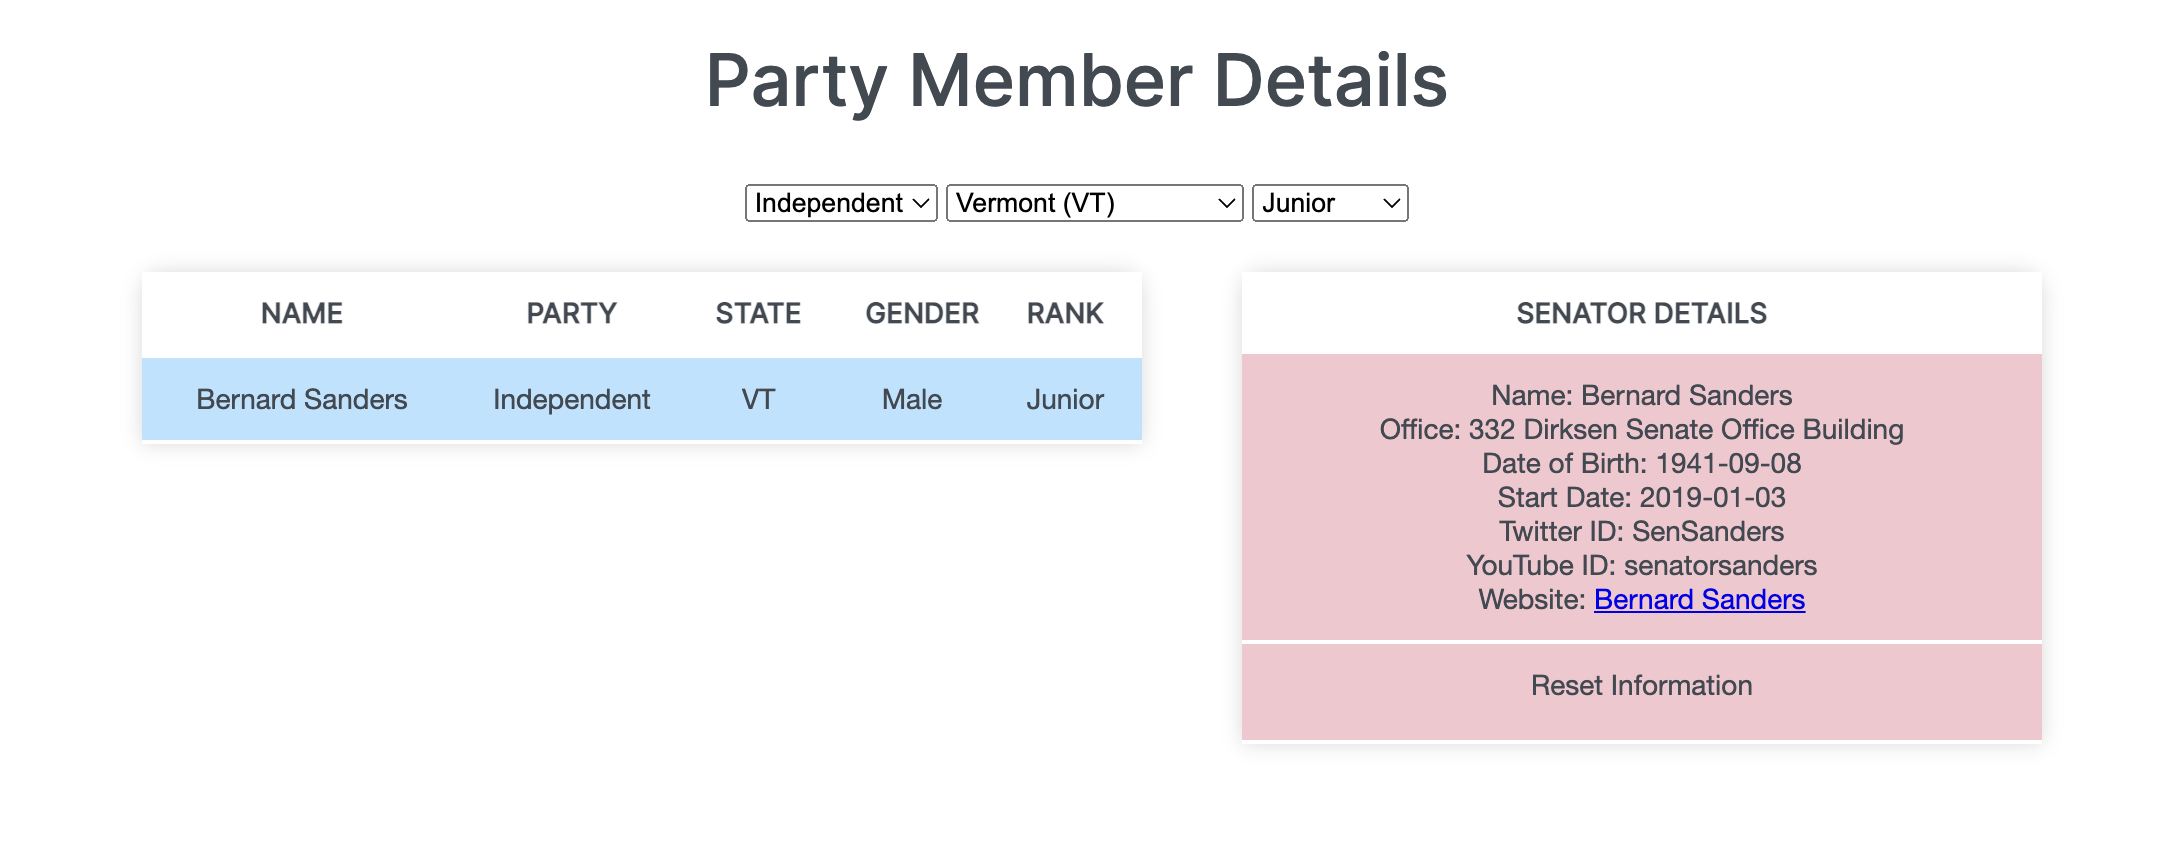 Party Member Details
Independent Vermont (VT) Junior
NAME PARTY STATE GENDER RANK
Bernard Sanders Independent VT Male Junior
SENATOR DETAILS
Name: Bernard Sanders
Office: 332 Dirksen Senate Office Building
Date of Birth: 1941-09-08
Start Date: 2019-01-03
Twitter ID: SenSanders
YouTube ID: senatorsanders
Website: Bernard Sanders
Reset Information